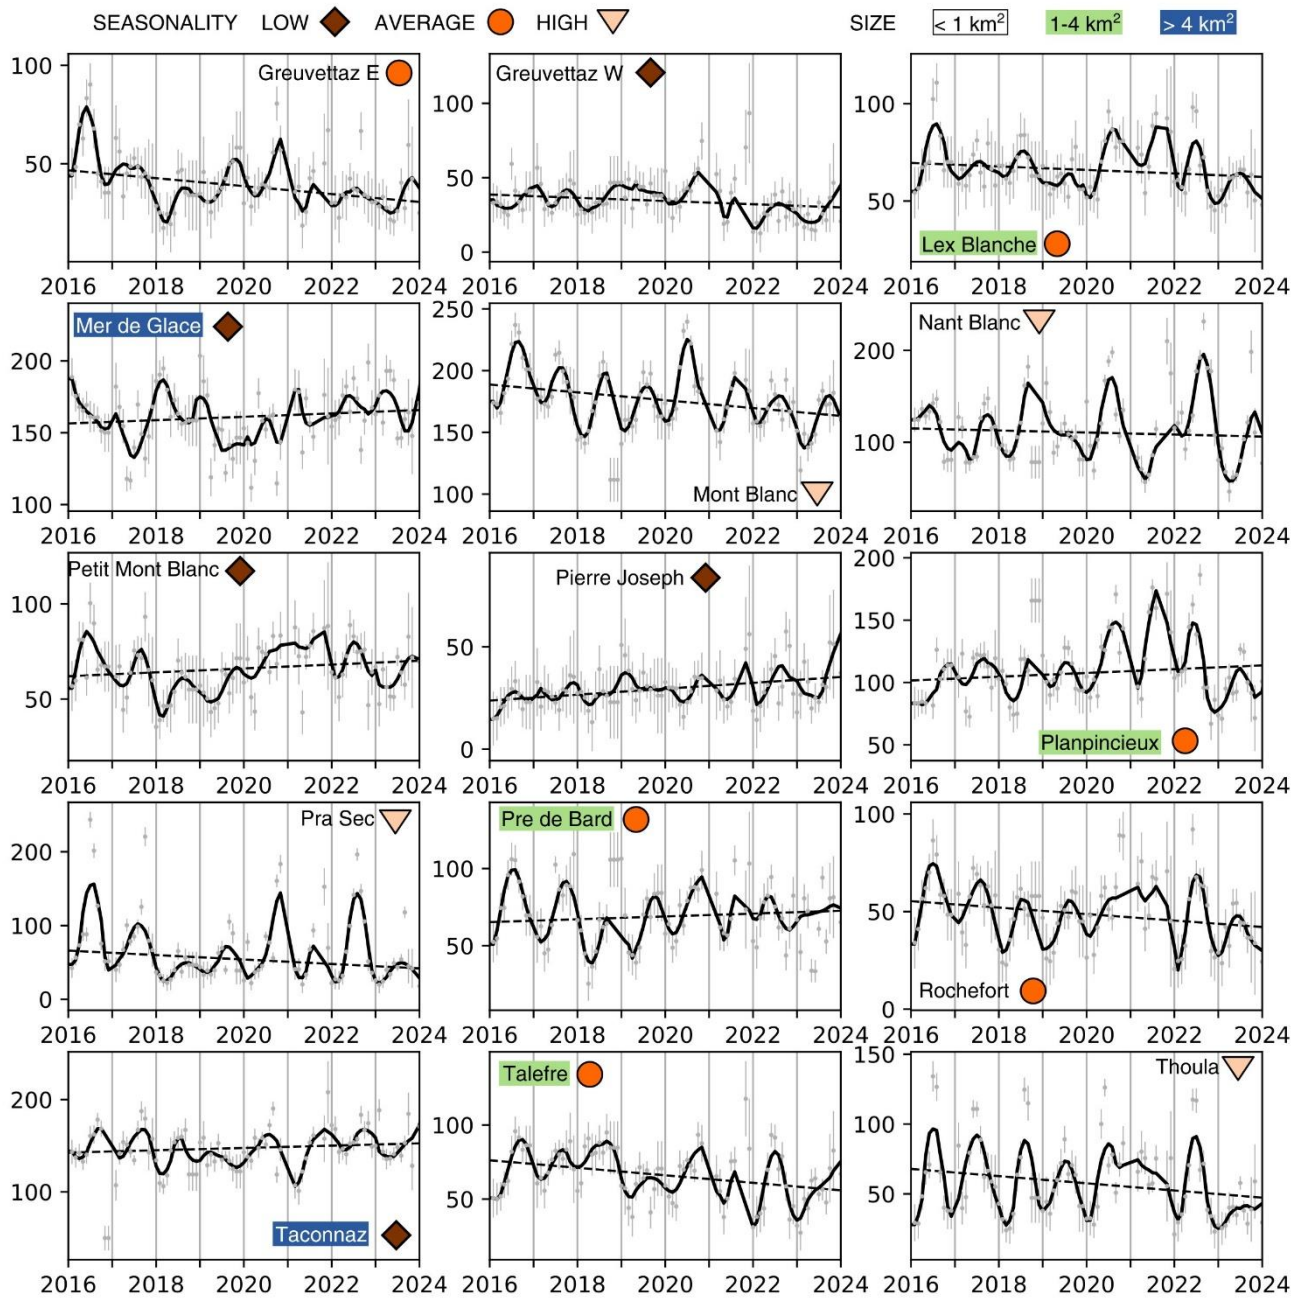 SEASONALITY LOW AVERAGE HIGH SIZE < 1 km² 1-4 km² > 4 km²
Greuvettaz E
100
50
2016 2018 2020 2022 2024
Greuvettaz W
100
50
0
2016 2018 2020 2022 2024
100
50
Lex Blanche
2016 2018 2020 2022 2024
Mer de Glace
200
150
100
2016 2018 2020 2022 2024
250
200
150
100
Mont Blanc
2016 2018 2020 2022 2024
Nant Blanc
200
100
2016 2018 2020 2022 2024
Petit Mont Blanc
100
50
2016 2018 2020 2022 2024
Pierre Joseph
50
0
2016 2018 2020 2022 2024
200
150
100
50
Planpincieux
2016 2018 2020 2022 2024
Pra Sec
200
100
0
2016 2018 2020 2022 2024
Pre de Bard
100
50
2016 2018 2020 2022 2024
100
50
Rochefort
0
2016 2018 2020 2022 2024
200
100
Taconnaz
2016 2018 2020 2022 2024
Talefre
100
50
2016 2018 2020 2022 2024
150
Thoula
100
50
2016 2018 2020 2022 2024